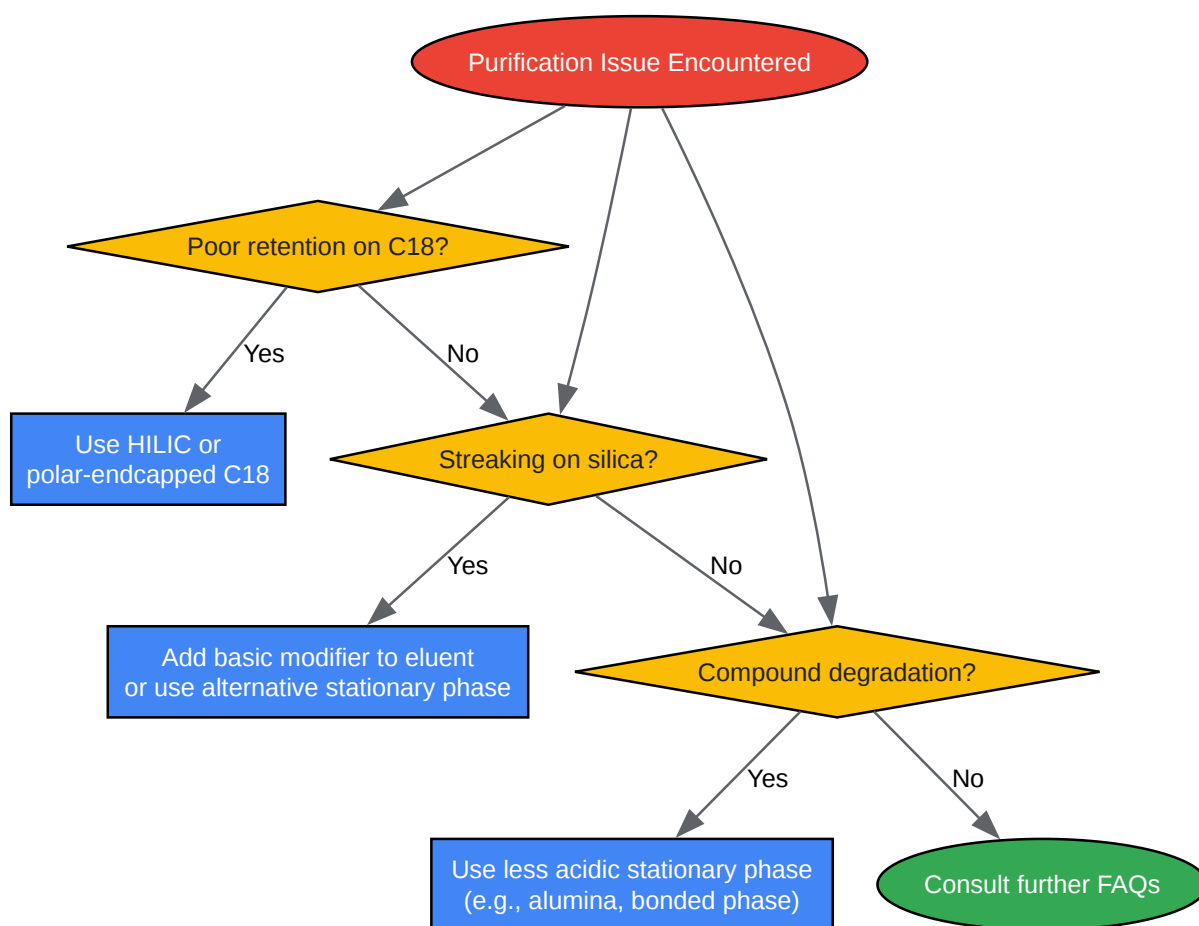 Purification Issue Encountered
Poor retention on C18?
Yes
No
Use HILIC or
polar-endcapped C18
Streaking on silica?
Yes
No
Add basic modifier to eluent
or use alternative stationary phase
Compound degradation?
Yes
No
Use less acidic stationary phase
(e.g., alumina, bonded phase)
Consult further FAQs